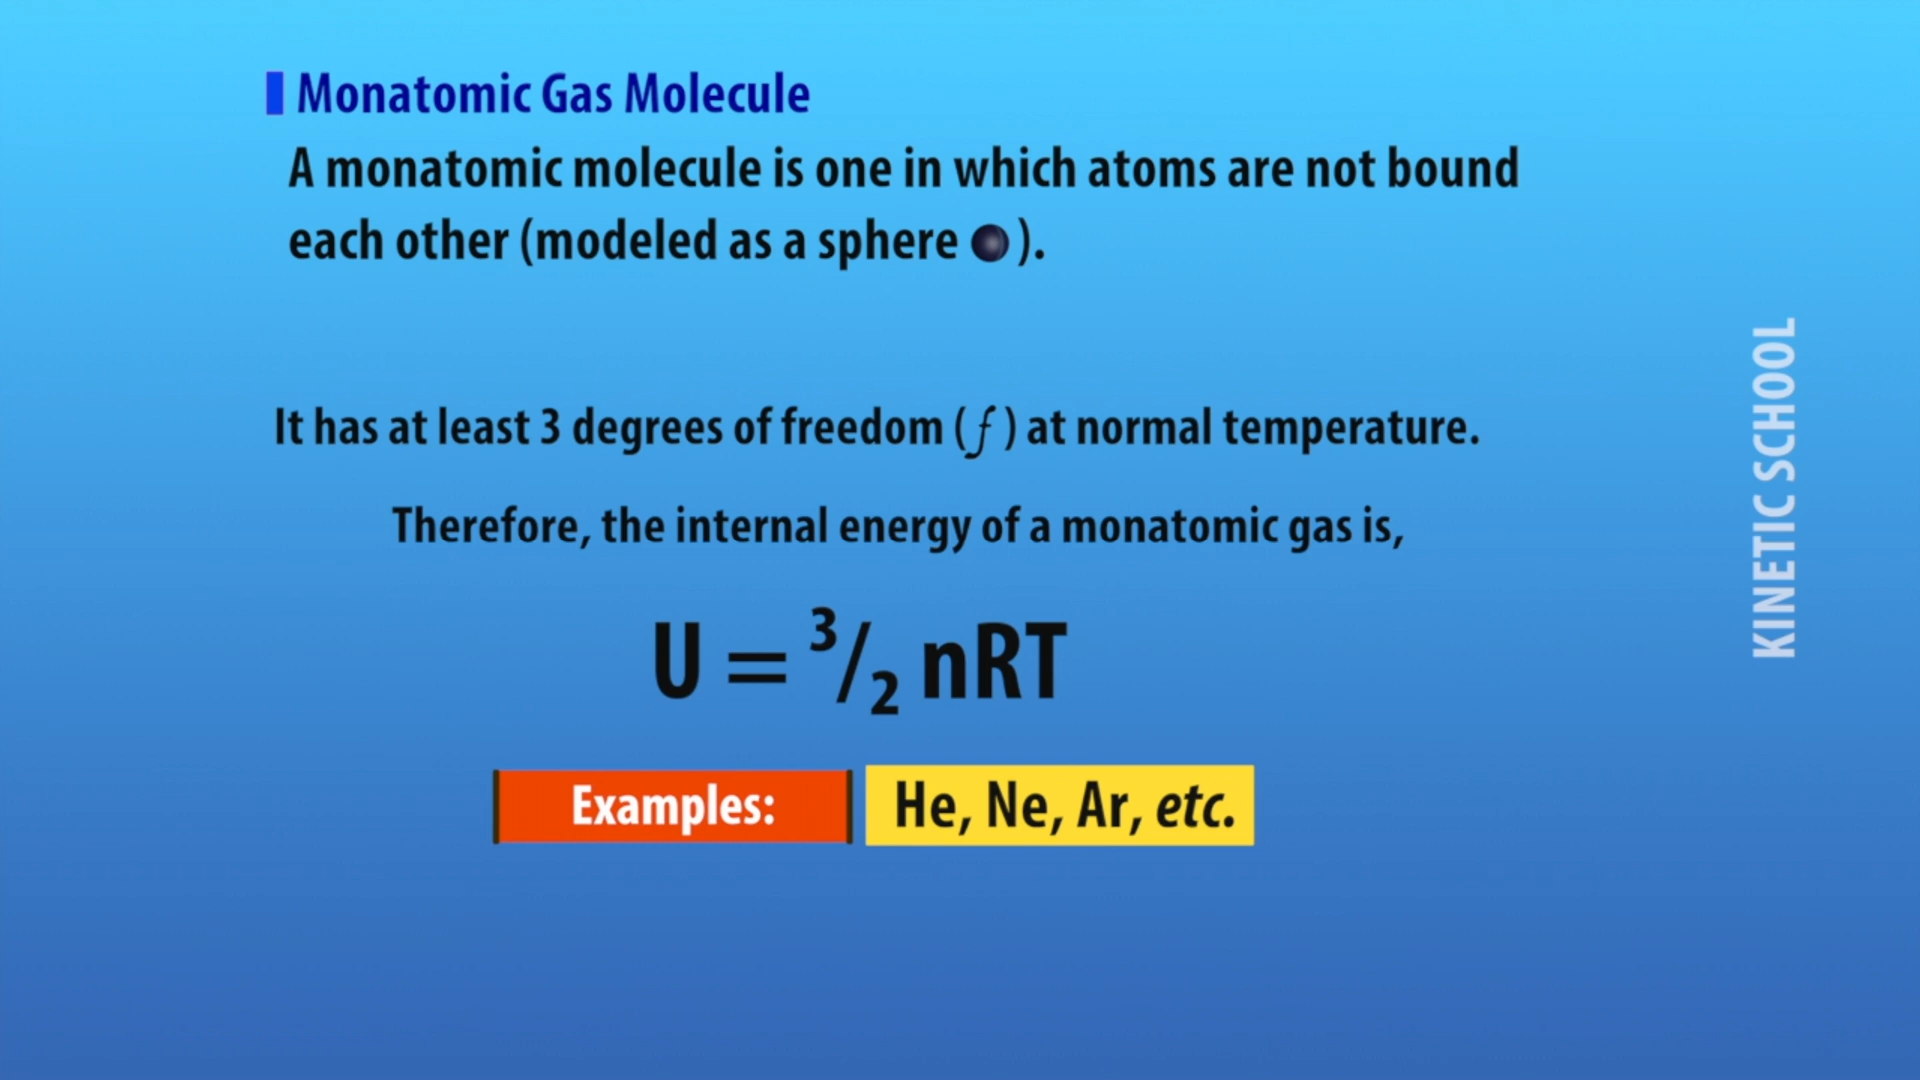 Monatomic Gas Molecule
A monatomic molecule is one in which atoms are not bound
each other (modeled as a sphere ).
It has at least 3 degrees of freedom (f) at normal temperature.
Therefore, the internal energy of a monatomic gas is,
U = 3/2 nRT
Examples: He, Ne, Ar, etc.
KINETIC SCHOOL